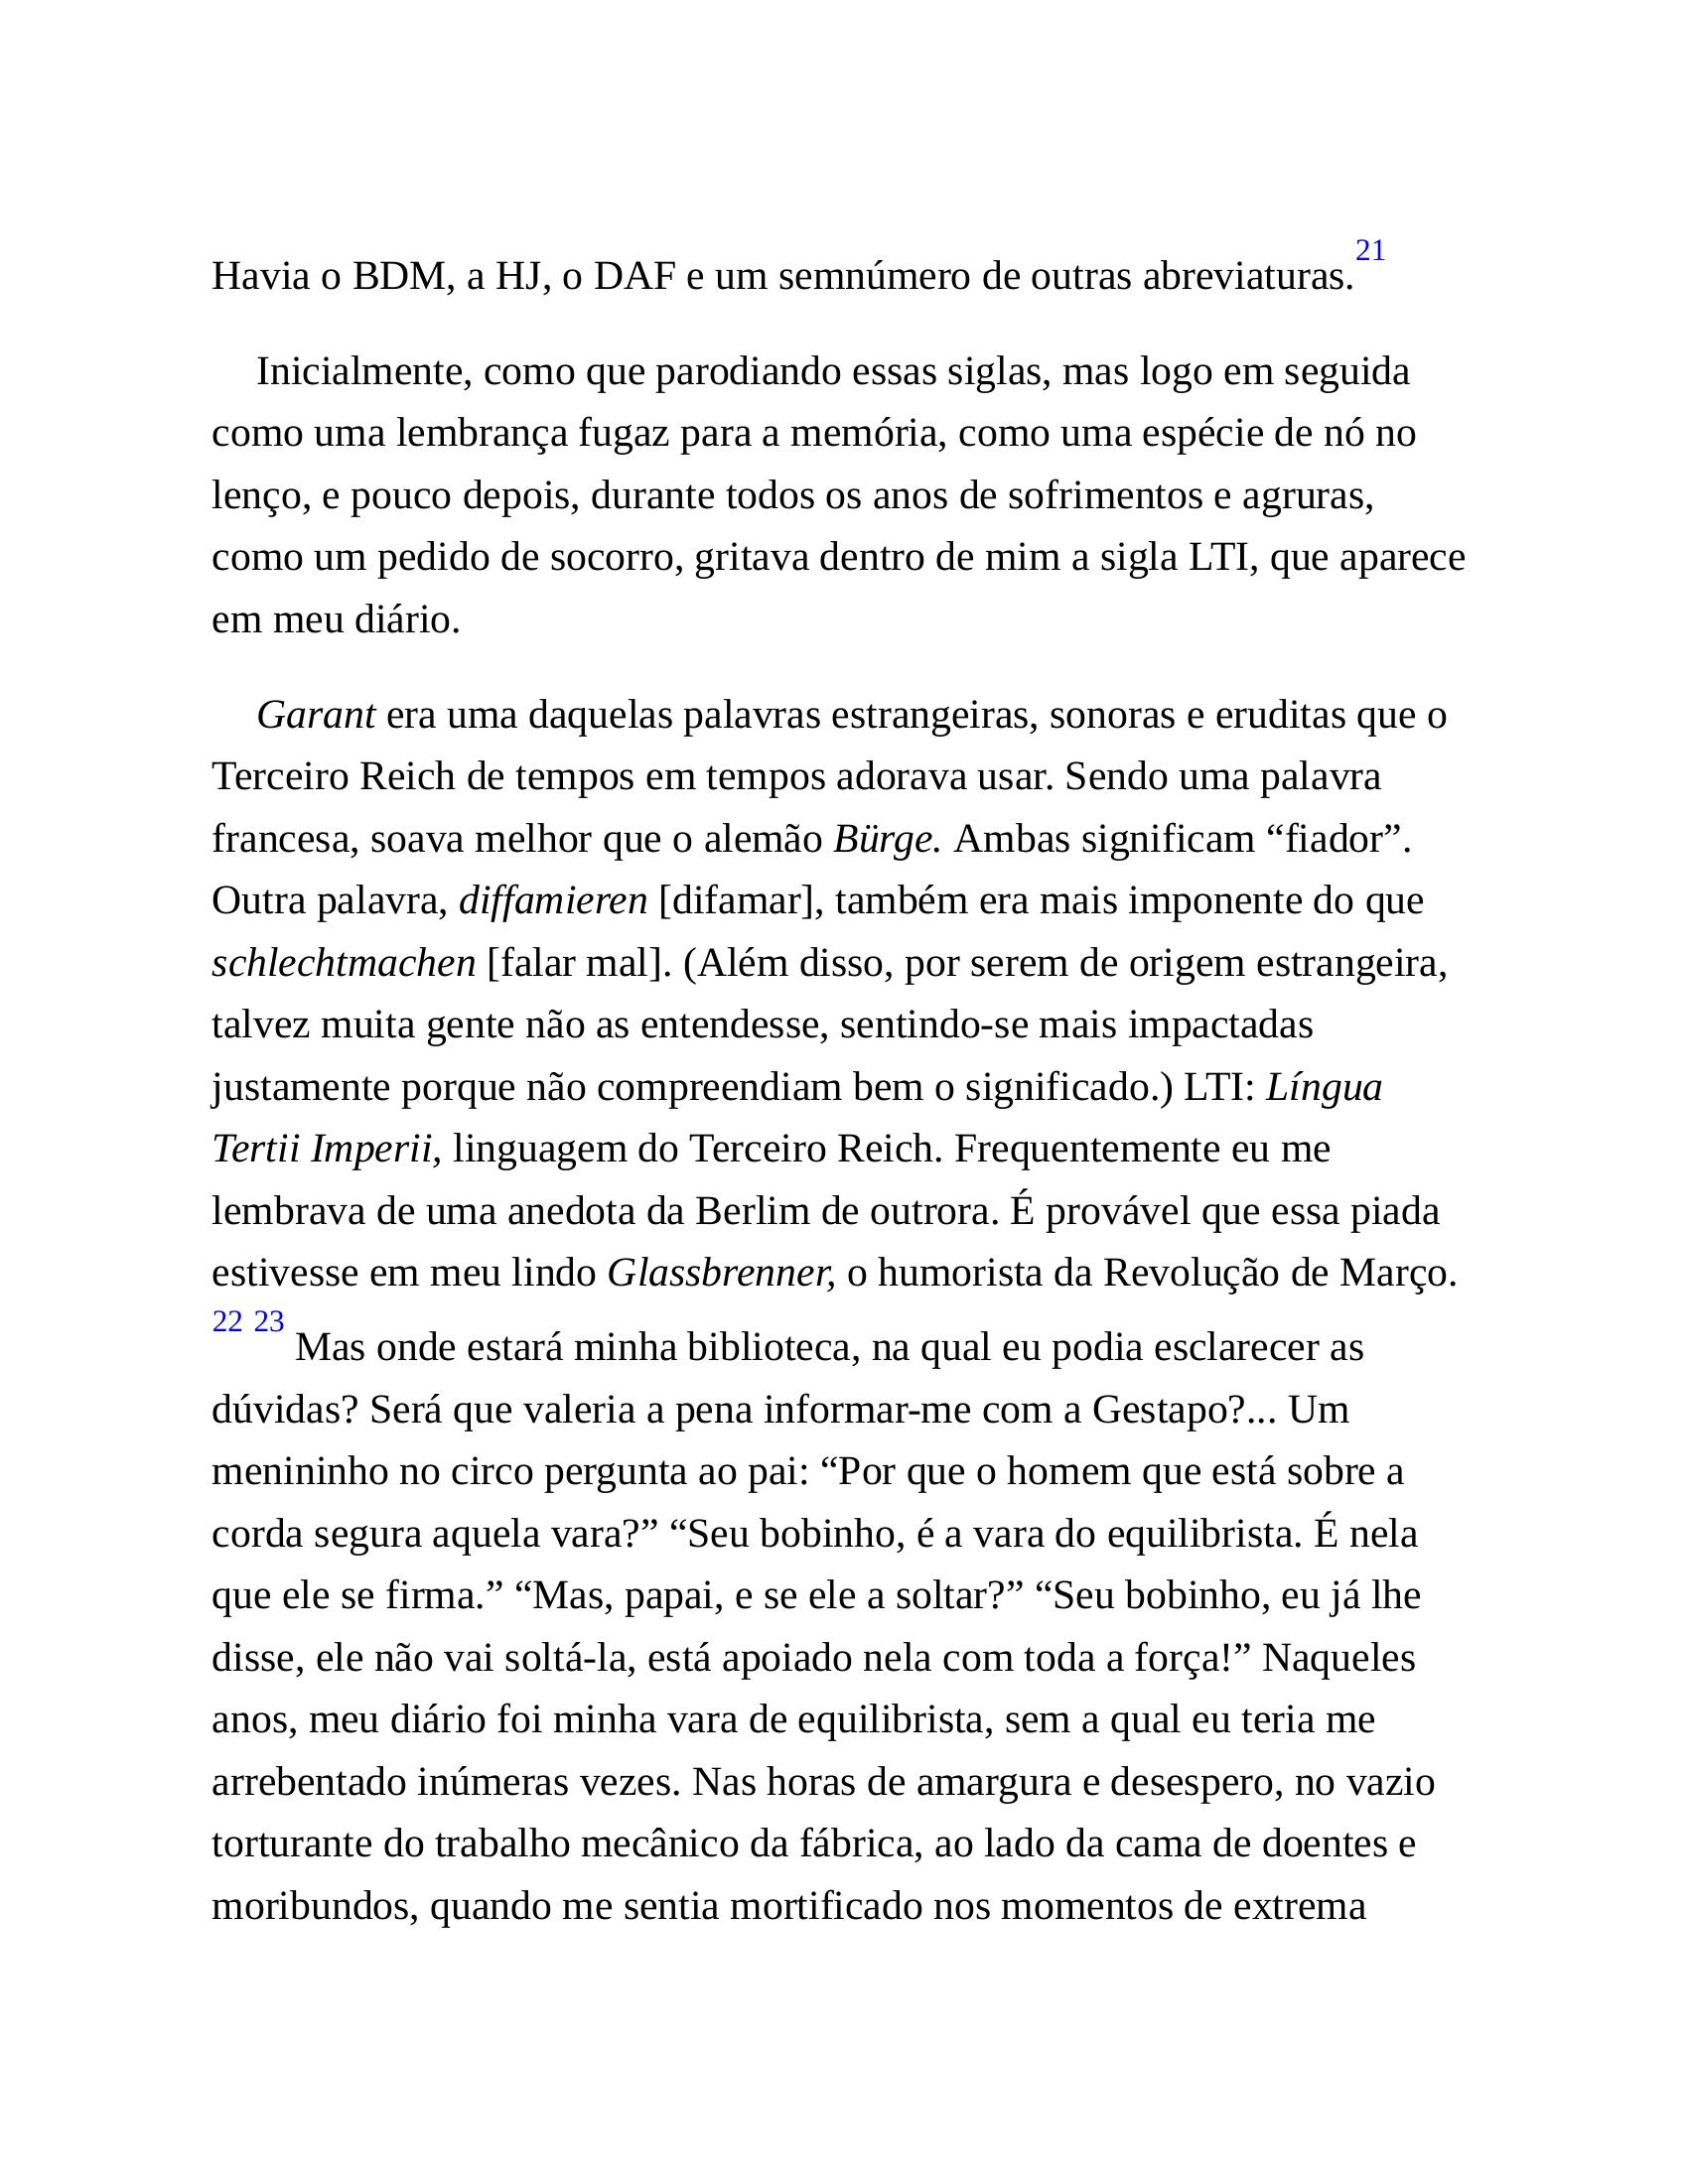 Havia o BDM, a HJ, o DAF e um semnúmero de outras abreviaturas.21
Inicialmente, como que parodiando essas siglas, mas logo em seguida
como uma lembrança fugaz para a memória, como uma espécie de nó no
lenço, e pouco depois, durante todos os anos de sofrimentos e agruras,
como um pedido de socorro, gritava dentro de mim a sigla LTI, que aparece
em meu diário.
Garant era uma daquelas palavras estrangeiras, sonoras e eruditas que o
Terceiro Reich de tempos em tempos adorava usar. Sendo uma palavra
francesa, soava melhor que o alemão Bürge. Ambas significam “fiador”.
Outra palavra, diffamieren [difamar], também era mais imponente do que
schlechtmachen [falar mal]. (Além disso, por serem de origem estrangeira,
talvez muita gente não as entendesse, sentindo-se mais impactadas
justamente porque não compreendiam bem o significado.) LTI: Língua
Tertii Imperii, linguagem do Terceiro Reich. Frequentemente eu me
lembrava de uma anedota da Berlim de outrora. É provável que essa piada
estivesse em meu lindo Glassbrenner, o humorista da Revolução de Março.
22 23 Mas onde estará minha biblioteca, na qual eu podia esclarecer as
dúvidas? Será que valeria a pena informar-me com a Gestapo?... Um
menininho no circo pergunta ao pai: “Por que o homem que está sobre a
corda segura aquela vara?” “Seu bobinho, é a vara do equilibrista. É nela
que ele se firma.” “Mas, papai, e se ele a soltar?” “Seu bobinho, eu já lhe
disse, ele não vai soltá-la, está apoiado nela com toda a força!” Naqueles
anos, meu diário foi minha vara de equilibrista, sem a qual eu teria me
arrebentado inúmeras vezes. Nas horas de amargura e desespero, no vazio
torturante do trabalho mecânico da fábrica, ao lado da cama de doentes e
moribundos, quando me sentia mortificado nos momentos de extrema